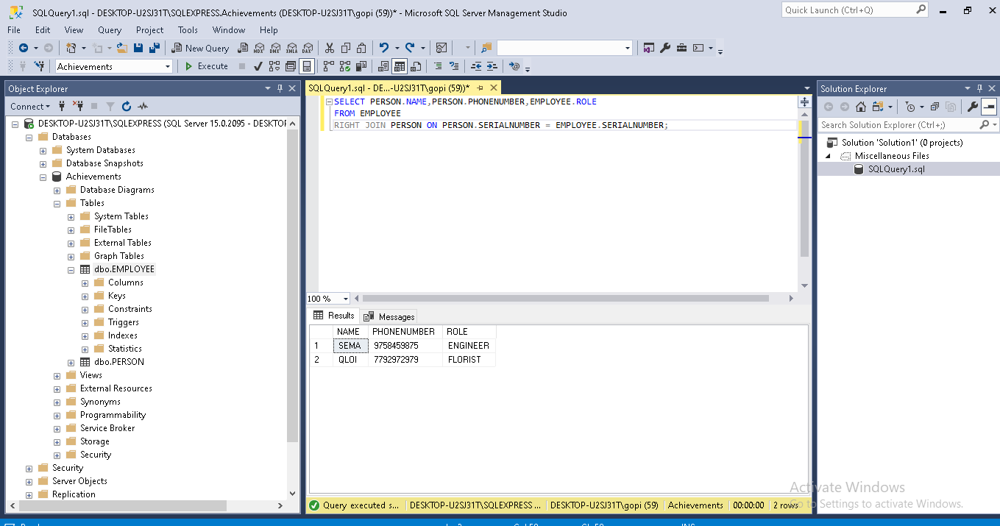 SQLQuery1.sql - DESKTOP-U2SJ31T\SQLEXPRESS.Achievements (DESKTOP-U2SJ31T\gopi (59))* - Microsoft SQL Server Management Studio
Quick Launch (Ctrl+Q)
File Edit View Query Project Tools Window Help
New Query MDX DMX XMLA DAX
Achievements Execute
Object Explorer
Connect
DESKTOP-U2SJ31T\SQLEXPRESS (SQL Server 15.0.2095 - DESKTOP
Databases
System Databases
Database Snapshots
Achievements
Database Diagrams
Tables
System Tables
FileTables
External Tables
Graph Tables
dbo.EMPLOYEE
Columns
Keys
Constraints
Triggers
Indexes
Statistics
dbo.PERSON
Views
External Resources
Synonyms
Programmability
Service Broker
Storage
Security
Security
Server Objects
Replication
SQLQuery1.sql - DE...-U2SJ31T\gopi (59))*
SELECT PERSON.NAME,PERSON.PHONENUMBER,EMPLOYEE.ROLE
FROM EMPLOYEE
RIGHT JOIN PERSON ON PERSON.SERIALNUMBER = EMPLOYEE.SERIALNUMBER;
100 %
Results Messages
NAME PHONENUMBER ROLE
1 SEMA 9758459875 ENGINEER
2 QLOI 7792972979 FLORIST
Query executed s... DESKTOP-U2SJ31T\SQLEXPRESS ... DESKTOP-U2SJ31T\gopi (59) Achievements 00:00:00 2 rows
Solution Explorer
Search Solution Explorer (Ctrl+;)
Solution 'Solution1' (0 projects)
Miscellaneous Files
SQLQuery1.sql
Activate Windows
Go to Settings to activate Windows.